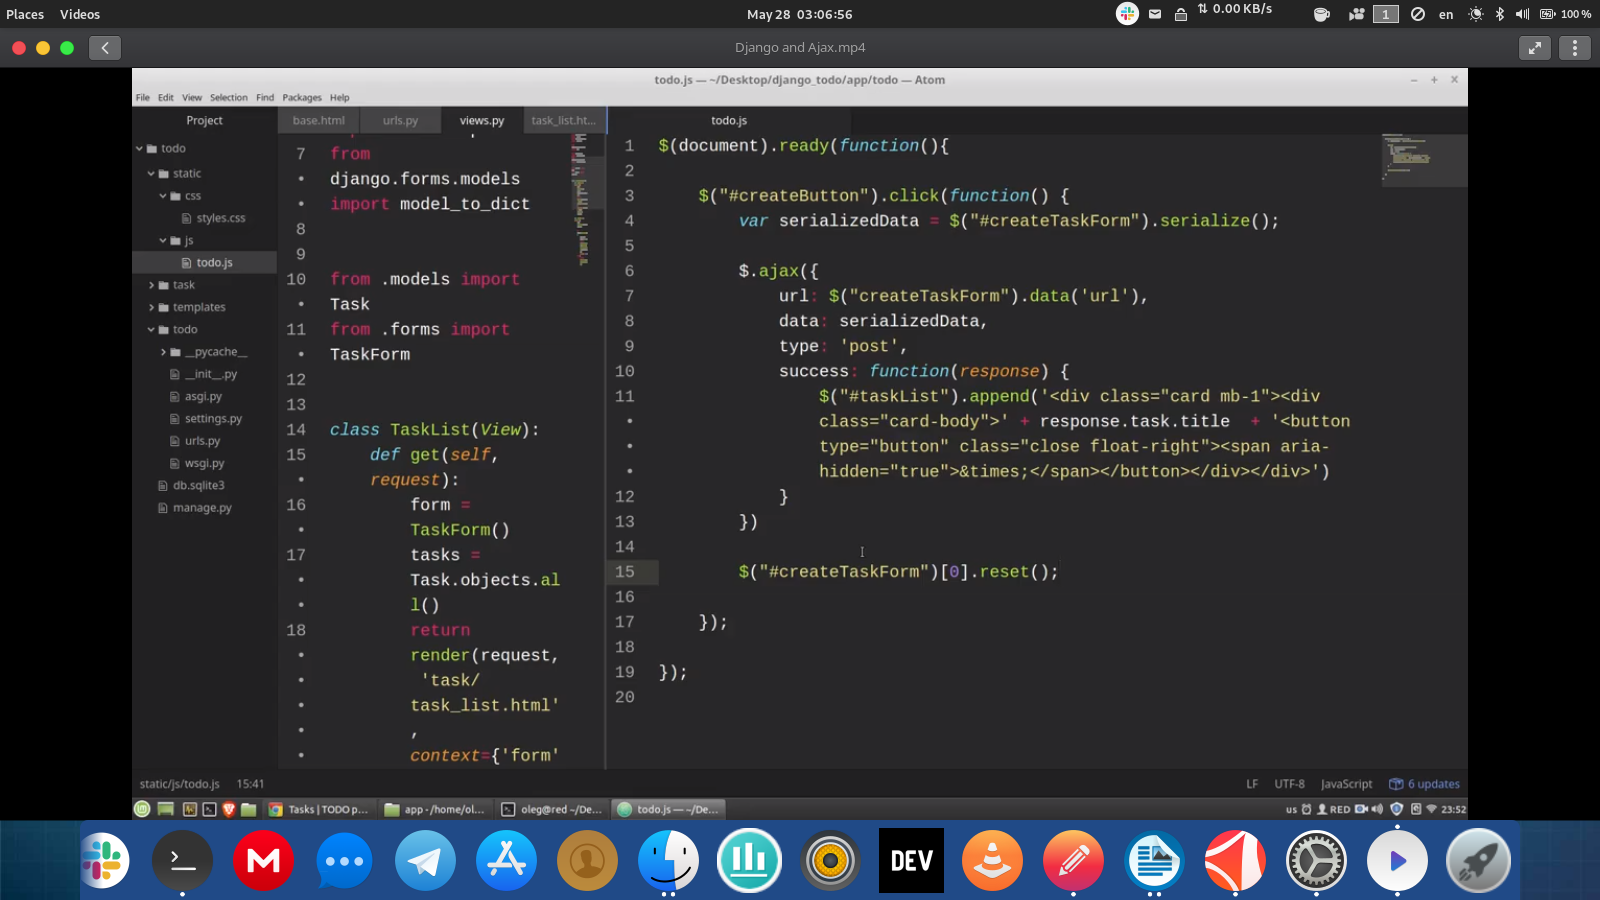 Places Videos May 28 03:06:56 0.00 KB/s 1 en 100 %
Django and Ajax.mp4
todo.js — ~/Desktop/django_todo/app/todo — Atom
File Edit View Selection Find Packages Help
Project
todo
static
css
styles.css
js
todo.js
task
templates
todo
__pycache__
__init__.py
asgi.py
settings.py
urls.py
wsgi.py
db.sqlite3
manage.py
base.html urls.py views.py task_list.ht...
7 from
• django.forms.models
• import model_to_dict
8
9
10 from .models import
• Task
11 from .forms import
• TaskForm
12
13
14 class TaskList(View):
15 def get(self,
• request):
16 form =
• TaskForm()
17 tasks =
• Task.objects.al
• l()
18 return
• render(request,
• 'task/
• task_list.html'
• ,
• context={'form'
todo.js
1 $(document).ready(function(){
2
3 $("#createButton").click(function() {
4 var serializedData = $("#createTaskForm").serialize();
5
6 $.ajax({
7 url: $("createTaskForm").data('url'),
8 data: serializedData,
9 type: 'post',
10 success: function(response) {
11 $("#taskList").append('<div class="card mb-1"><div
• class="card-body">' + response.task.title + '<button
• type="button" class="close float-right"><span aria-
• hidden="true">&times;</span></button></div></div>')
12 }
13 })
14
15 $("#createTaskForm")[0].reset();
16
17 });
18
19 });
20
static/js/todo.js 15:41 LF UTF-8 JavaScript 6 updates
Tasks | TODO p... app - /home/ol... oleg@red ~/De... todo.js — ~/De... us RED 23:52
DEV